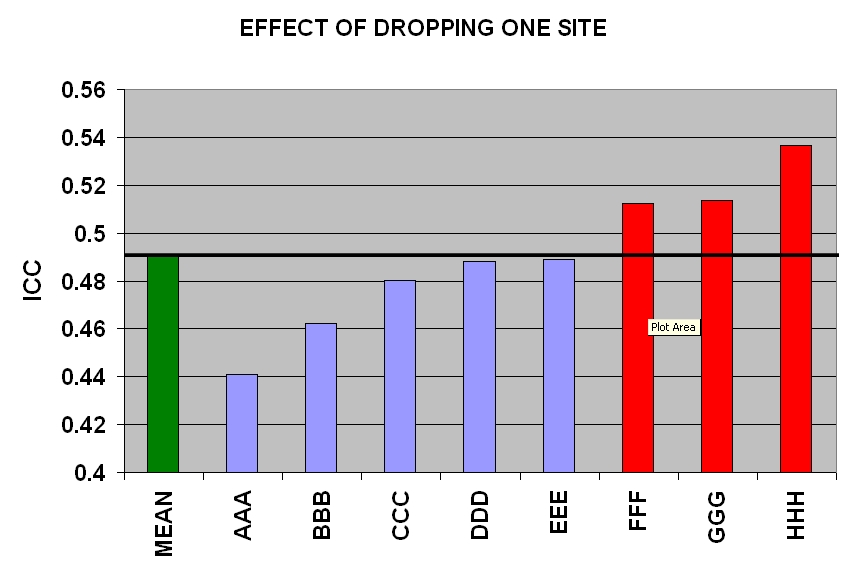 EFFECT OF DROPPING ONE SITE
0.56
0.54
0.52
0.5
0.48
0.46
0.44
0.42
0.4
ICC
Plot Area
MEAN
AAA
BBB
CCC
DDD
EEE
FFF
GGG
HHH